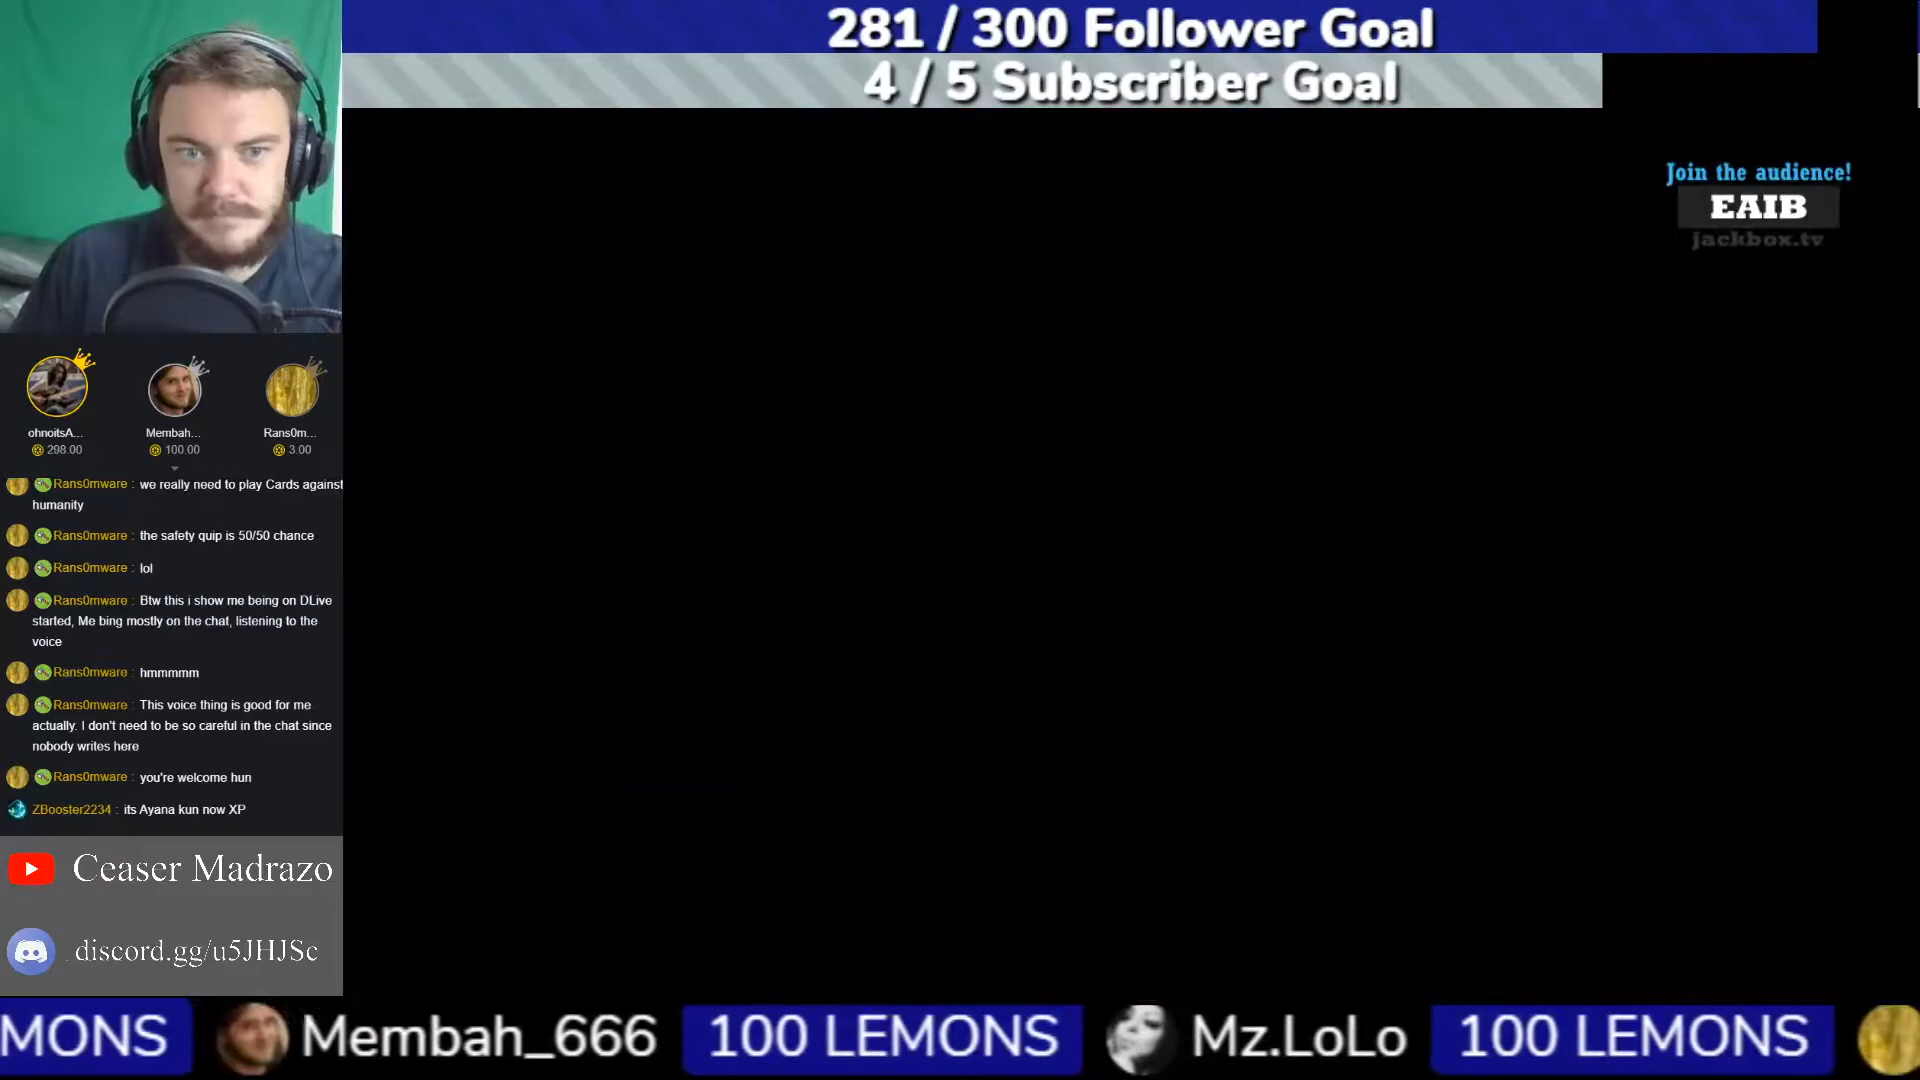 281 / 300 Follower Goal
4 / 5 Subscriber Goal
Join the audience!
EAIB
jackbox.tv
ohnoitsA... Membah... Rans0m...
298.00 100.00 3.00
Rans0mware : we really need to play Cards against
humanity
Rans0mware : the safety quip is 50/50 chance
Rans0mware : lol
Rans0mware : Btw this i show me being on DLive
started, Me bing mostly on the chat, listening to the
voice
Rans0mware : hmmmmm
Rans0mware : This voice thing is good for me
actually. I don't need to be so careful in the chat since
nobody writes here
Rans0mware : you're welcome hun
ZBooster2234 : its Ayana kun now XP
Ceaser Madrazo
discord.gg/u5JHJSc
MONS Membah_666 100 LEMONS Mz.LoLo 100 LEMONS